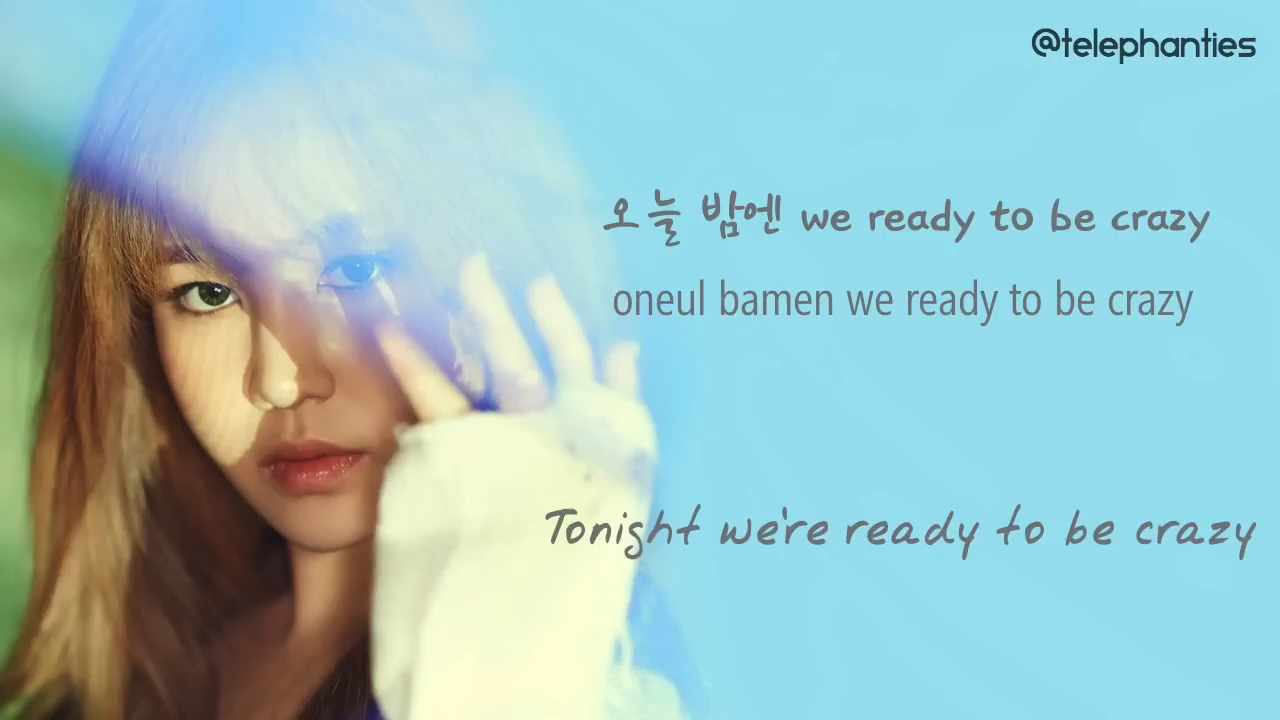 @telephanties
오늘 밤엔 we ready to be crazy
oneul bamen we ready to be crazy
Tonight we're ready to be crazy